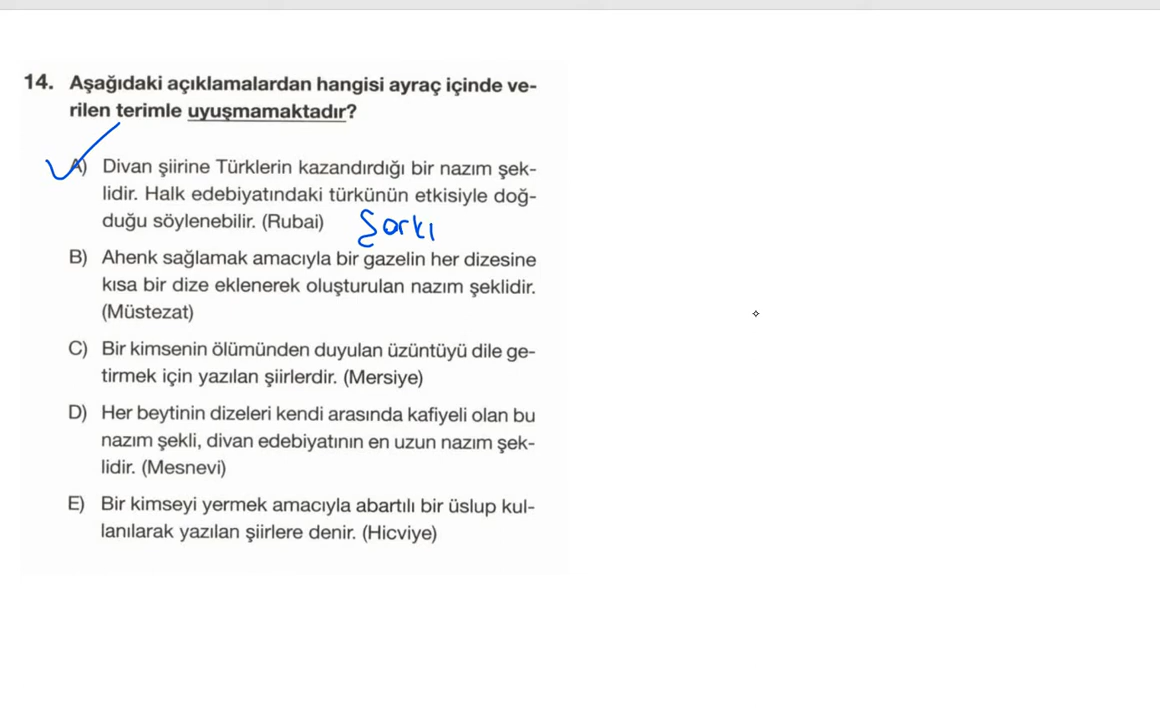 14. Aşağıdaki açıklamalardan hangisi ayraç içinde ve-
rilen terimle uyuşmamaktadır?
A) Divan şiirine Türklerin kazandırdığı bir nazım şek-
lidir. Halk edebiyatındaki türkünün etkisiyle doğ-
duğu söylenebilir. (Rubai) Şarkı
B) Ahenk sağlamak amacıyla bir gazelin her dizesine
kısa bir dize eklenerek oluşturulan nazım şeklidir.
(Müstezat)
C) Bir kimsenin ölümünden duyulan üzüntüyü dile ge-
tirmek için yazılan şiirlerdir. (Mersiye)
D) Her beytinin dizeleri kendi arasında kafiyeli olan bu
nazım şekli, divan edebiyatının en uzun nazım şek-
lidir. (Mesnevi)
E) Bir kimseyi yermek amacıyla abartılı bir üslup kul-
lanılarak yazılan şiirlere denir. (Hicviye)